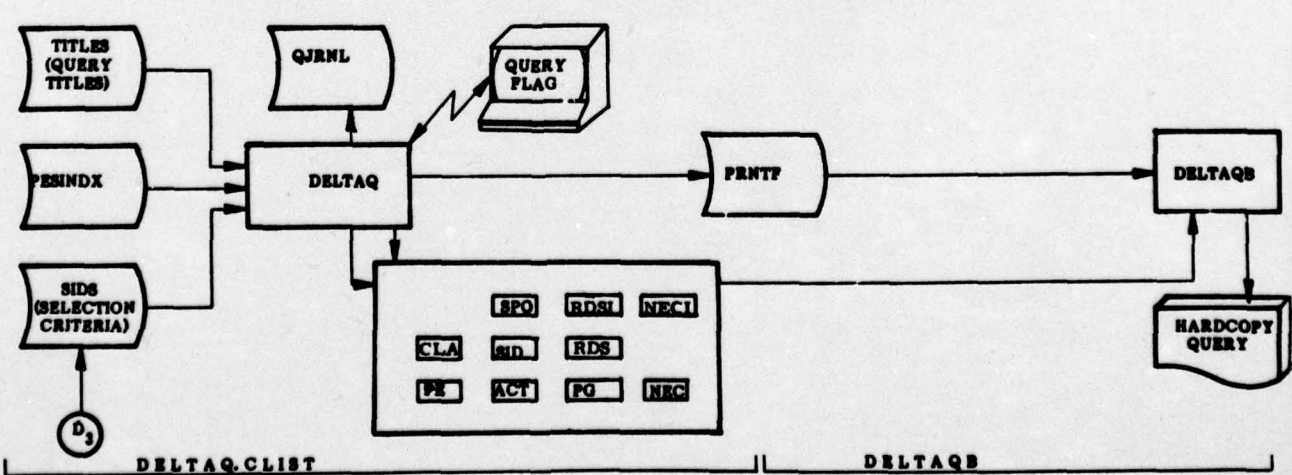 TITLES
(QUERY
TITLES)
QJRNL
QUERY
FLAG
PESINDX
DELTAQ
PRNTF
DELTAQB
SIDS
(SELECTION
CRITERIA)
SPO
RDSI
NECI
CLA
SID
RDS
PE
ACT
PG
NEC
HARDCOPY
QUERY
D3
DELTAQ.CLIST
DELTAQB